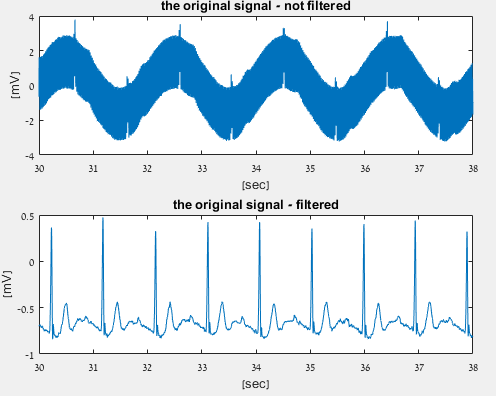 the original signal - not filtered
4
2
0
-2
-4
[mV]
30 31 32 33 34 35 36 37 38
[sec]
the original signal - filtered
0.5
0
-0.5
-1
[mV]
30 31 32 33 34 35 36 37 38
[sec]